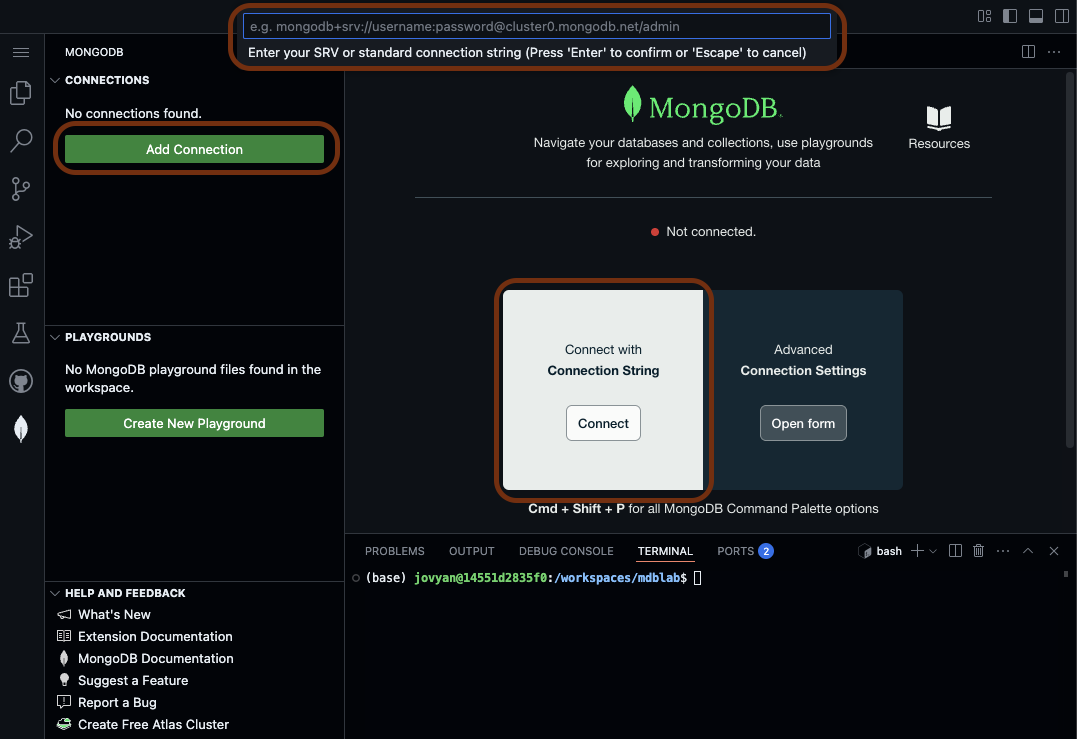 e.g. mongodb+srv://username:password@cluster0.mongodb.net/admin
Enter your SRV or standard connection string (Press 'Enter' to confirm or 'Escape' to cancel)
MONGODB
CONNECTIONS
No connections found.
Add Connection
PLAYGROUNDS
No MongoDB playground files found in the
workspace.
Create New Playground
HELP AND FEEDBACK
What's New
Extension Documentation
MongoDB Documentation
Suggest a Feature
Report a Bug
Create Free Atlas Cluster
MongoDB.
Navigate your databases and collections, use playgrounds
for exploring and transforming your data
Resources
Not connected.
Connect with
Connection String
Connect
Advanced
Connection Settings
Open form
Cmd + Shift + P for all MongoDB Command Palette options
PROBLEMS OUTPUT DEBUG CONSOLE TERMINAL PORTS 2 bash
(base) jovyan@14551d2835f0:/workspaces/mdblab$